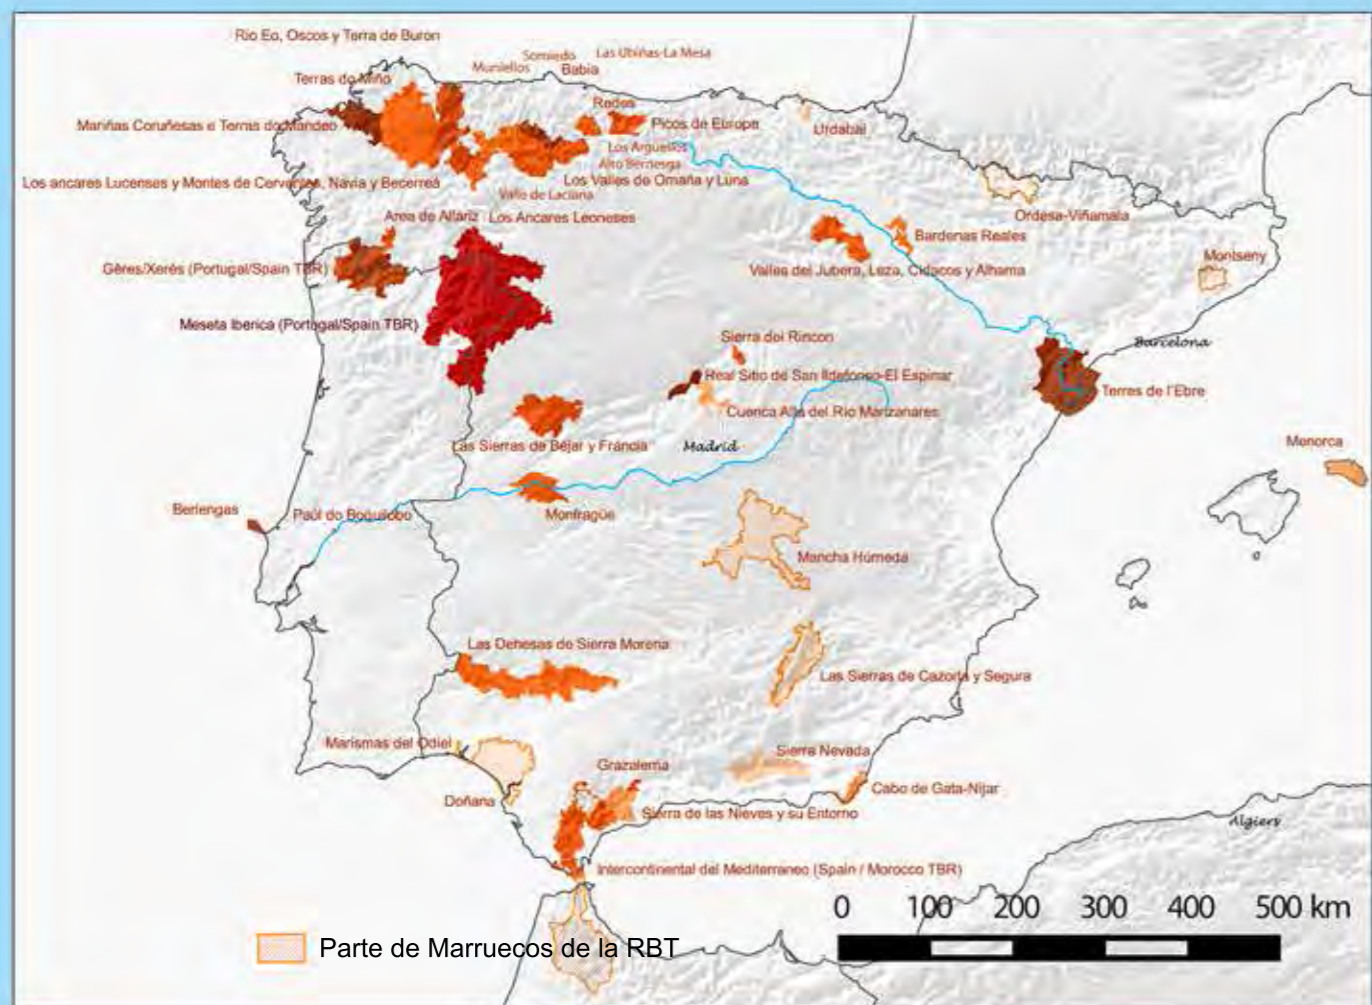 Rio Eo, Oscos y Terra de Buron
Somiedo
Las Ubiñas-La Mesa
Muniellos
Babia
Terras do Miño
Redes
Mariñas Coruñesas e Terras do Mandeo
Picos de Europa
Urdabai
Los Argüellos
Alto Bernesga
Los ancares Lucenses y Montes de Cervantes, Navia y Becerreá
Los Valles de Omaña y Luna
Valle de Laciana
Area de Allariz
Los Ancares Leoneses
Ordesa-Viñamala
Bardenas Reales
Montseny
Gêres/Xerés (Portugal/Spain TBR)
Valles del Jubera, Leza, Cidacos y Alhama
Meseta Iberica (Portugal/Spain TBR)
Sierra del Rincon
Barcelona
Real Sitio de San Ildefonso-El Espinar
Terres de l'Ebre
Cuenca Alta del Rio Manzanares
Las Sierras de Béjar y Francia
Madrid
Menorca
Berlengas
Paúl do Boquilobo
Monfragüe
Mancha Húmeda
Las Dehesas de Sierra Morena
Las Sierras de Cazorla y Segura
Marismas del Odiel
Sierra Nevada
Grazalema
Cabo de Gata-Nijar
Doñana
Sierra de las Nieves y su Entorno
Algiers
Intercontinental del Mediterraneo (Spain / Morocco TBR)
0 100 200 300 400 500 km
Parte de Marruecos de la RBT